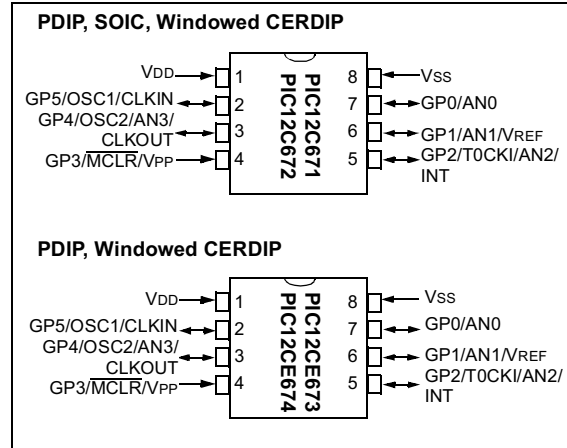 PDIP, SOIC, Windowed CERDIP
VDD
1
8
VSS
GP5/OSC1/CLKIN
2
7
GP0/AN0
GP4/OSC2/AN3/
CLKOUT
3
6
GP1/AN1/VREF
GP3/MCLR/VPP
4
5
GP2/T0CKI/AN2/
INT
PIC12C671
PIC12C672
PDIP, Windowed CERDIP
VDD
1
8
VSS
GP5/OSC1/CLKIN
2
7
GP0/AN0
GP4/OSC2/AN3/
CLKOUT
3
6
GP1/AN1/VREF
GP3/MCLR/VPP
4
5
GP2/T0CKI/AN2/
INT
PIC12CE673
PIC12CE674